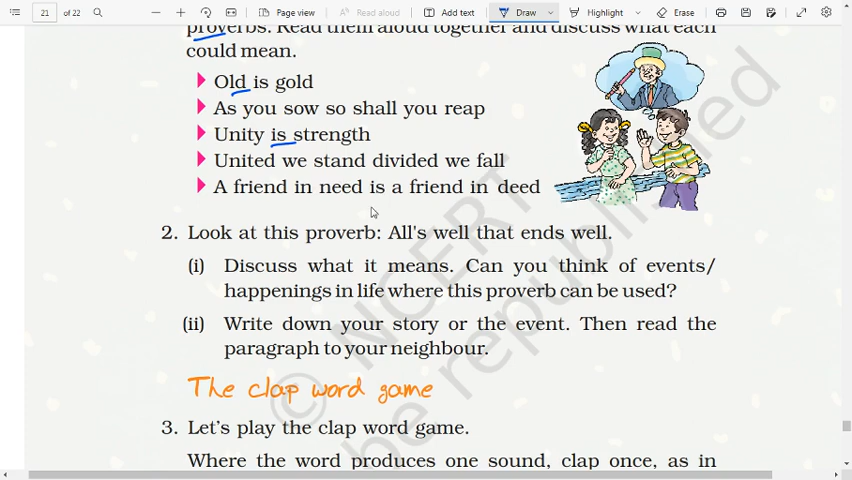 21 of 22
Page view
Read aloud
Add text
Draw
Highlight
Erase
proverbs. Read them aloud together and discuss what each
could mean.
Old is gold
As you sow so shall you reap
Unity is strength
United we stand divided we fall
A friend in need is a friend in deed
2. Look at this proverb: All's well that ends well.
(i) Discuss what it means. Can you think of events/
happenings in life where this proverb can be used?
(ii) Write down your story or the event. Then read the
paragraph to your neighbour.
The clap word game
3. Let's play the clap word game.
Where the word produces one sound, clap once, as in
© NCERT
be republished